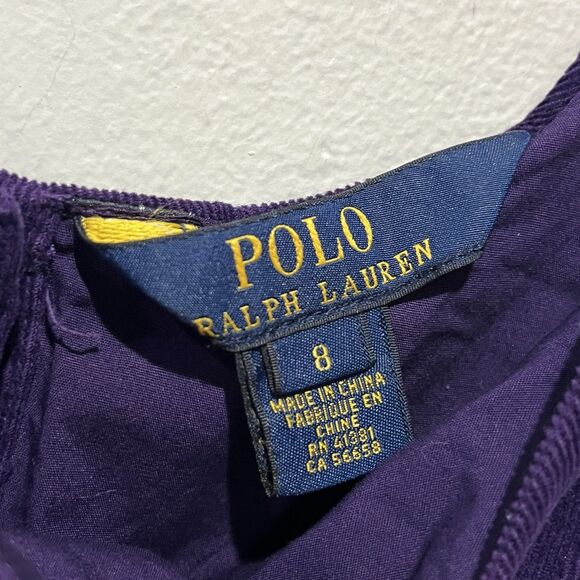 POLO
RALPH LAUREN
8
MADE IN CHINA
FABRIQUE EN
CHINE
RN 41381
CA 56658